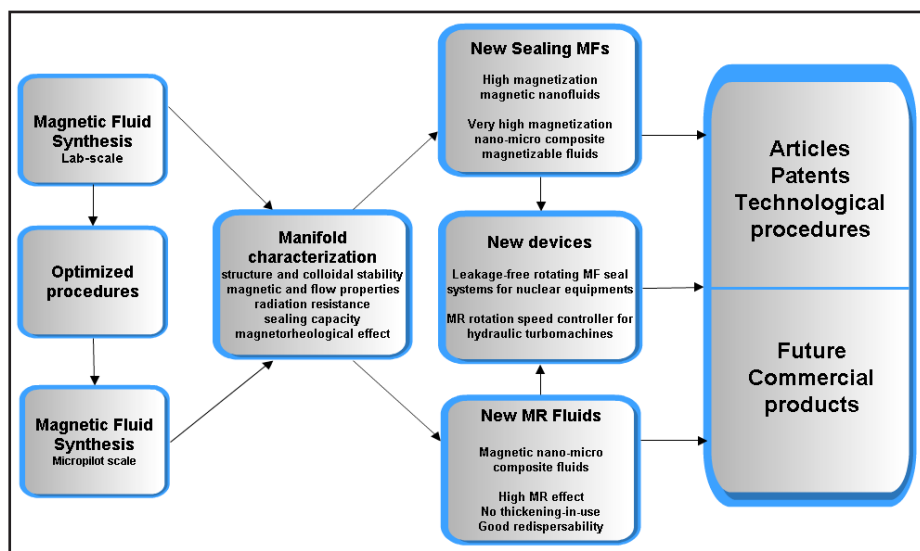 Magnetic Fluid
Synthesis
Lab-scale
Optimized
procedures
Magnetic Fluid
Synthesis
Micropilot scale
Manifold
characterization
structure and colloidal stability
magnetic and flow properties
radiation resistance
sealing capacity
magnetorheological effect
New Sealing MFs
High magnetization
magnetic nanofluids
Very high magnetization
nano-micro composite
magnetizable fluids
New devices
Leakage-free rotating MF seal
systems for nuclear equipments
MR rotation speed controller for
hydraulic turbomachines
New MR Fluids
Magnetic nano-micro
composite fluids
High MR effect
No thickening-in-use
Good redispersability
Articles
Patents
Technological
procedures
Future
Commercial
products